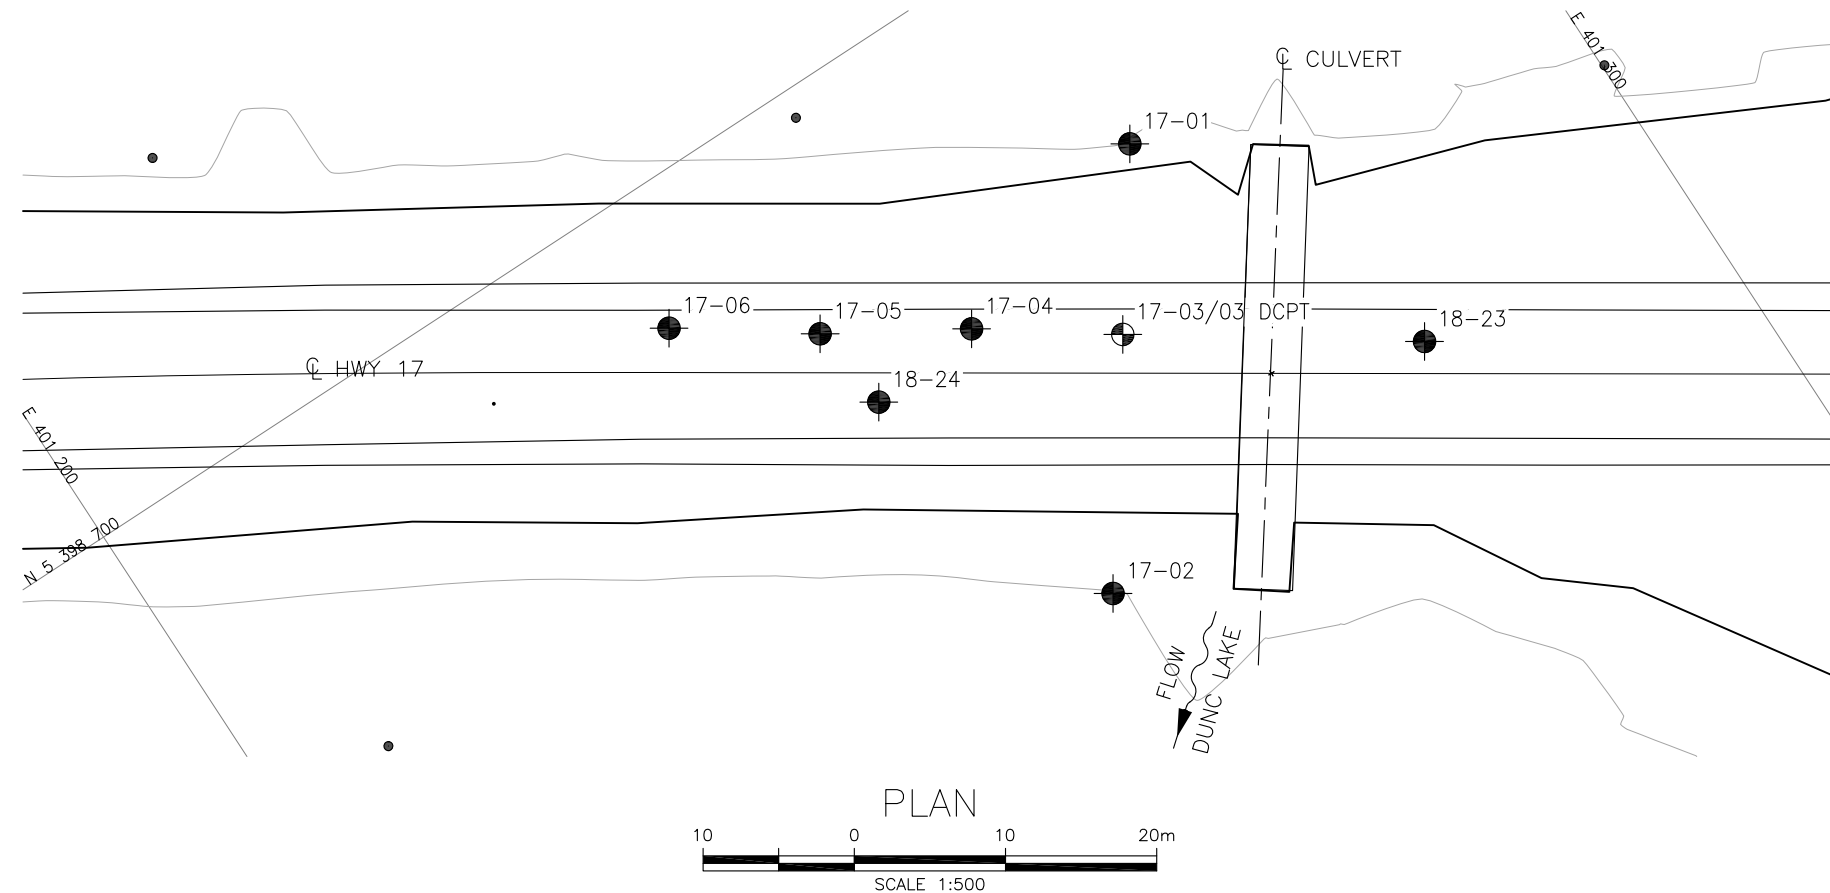 E 401 300
℄ CULVERT
17-01
17-06
17-05
17-04
17-03/03 DCPT
18-23
℄ HWY 17
18-24
E 401 200
N 5 398 700
17-02
FLOW
DUNC LAKE
PLAN
10 0 10 20m
SCALE 1:500